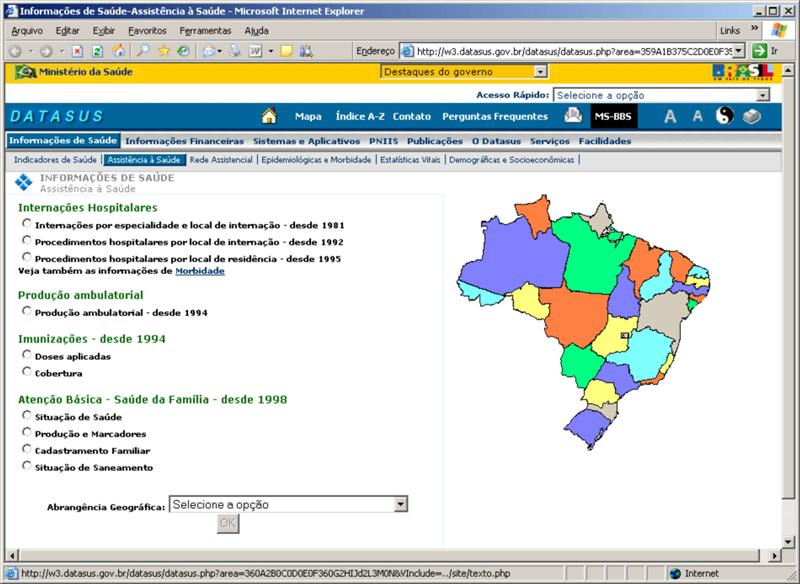 Informações de Saúde-Assistência à Saúde - Microsoft Internet Explorer
Arquivo Editar Exibir Favoritos Ferramentas Ajuda Links »
Endereço http://w3.datasus.gov.br/datasus/datasus.php?area=359A1B375C2D0E0F35 Ir
Ministério da Saúde Destaques do governo BRASIL
UM PAÍS DE TODOS
Acesso Rápido: Selecione a opção
DATASUS Mapa Índice A-Z Contato Perguntas Frequentes MS-BBS A A
Informações de Saúde Informações Financeiras Sistemas e Aplicativos PNIIS Publicações O Datasus Serviços Facilidades
Indicadores de Saúde | Assistência à Saúde | Rede Assistencial | Epidemiológicas e Morbidade | Estatísticas Vitais | Demográficas e Socioeconômicas |
INFORMAÇÕES DE SAÚDE
Assistência à Saúde
Internações Hospitalares
Internações por especialidade e local de internação - desde 1981
Procedimentos hospitalares por local de internação - desde 1992
Procedimentos hospitalares por local de residência - desde 1995
Veja também as informações de Morbidade
Produção ambulatorial
Produção ambulatorial - desde 1994
Imunizações - desde 1994
Doses aplicadas
Cobertura
Atenção Básica - Saúde da Família - desde 1998
Situação de Saúde
Produção e Marcadores
Cadastramento Familiar
Situação de Saneamento
Abrangência Geográfica: Selecione a opção
OK
http://w3.datasus.gov.br/datasus/datasus.php?area=360A2B0C0D0E0F360G2HIJd2L3M0N&VInclude=../site/texto.php Internet